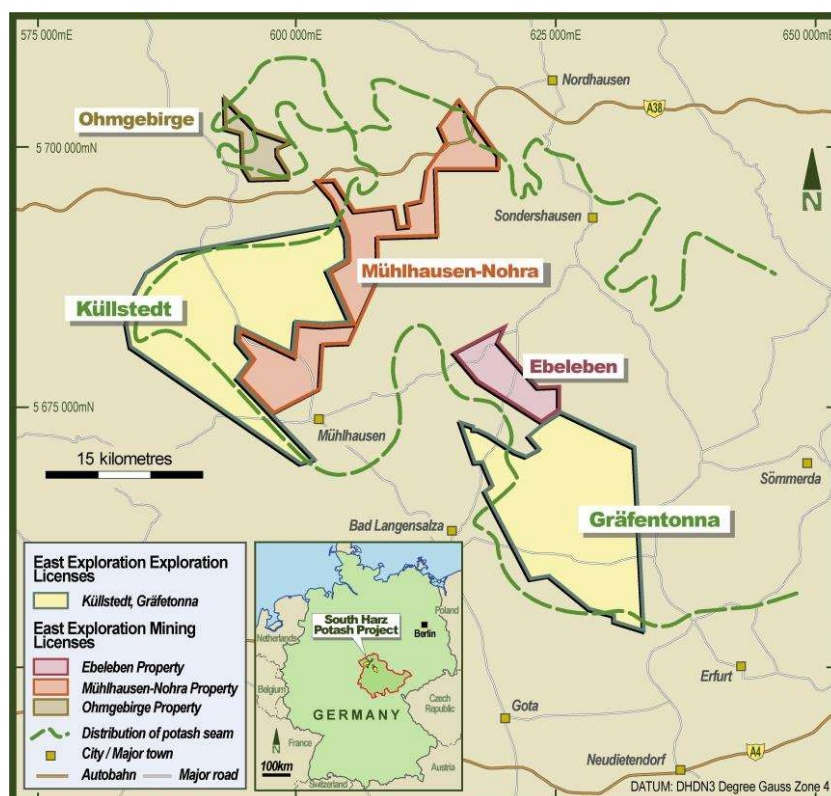 575 000mE
600 000mE
625 000mE
650 000mE
Nordhausen
A38
Ohmgebirge
5 700 000mN
N
Sondershausen
Mühlhausen-Nohra
Küllstedt
Ebeleben
5 675 000mN
Mühlhausen
15 kilometres
Sömmerda
Gräfentonna
Bad Langensalza
East Exploration Exploration
Licenses
Küllstedt, Gräfetonna
East Exploration Mining
Licenses
Ebeleben Property
Mühlhausen-Nohra Property
Ohmgebirge Property
Distribution of potash seam
City / Major town
Autobahn
Major road
South Harz
Potash Project
Poland
Berlin
Netherlands
Belgium
GERMANY
Czech
Republic
N
France
100km
Austria
Switzerland
Erfurt
Gota
A4
Neudietendorf
DATUM: DHDN3 Degree Gauss Zone 4